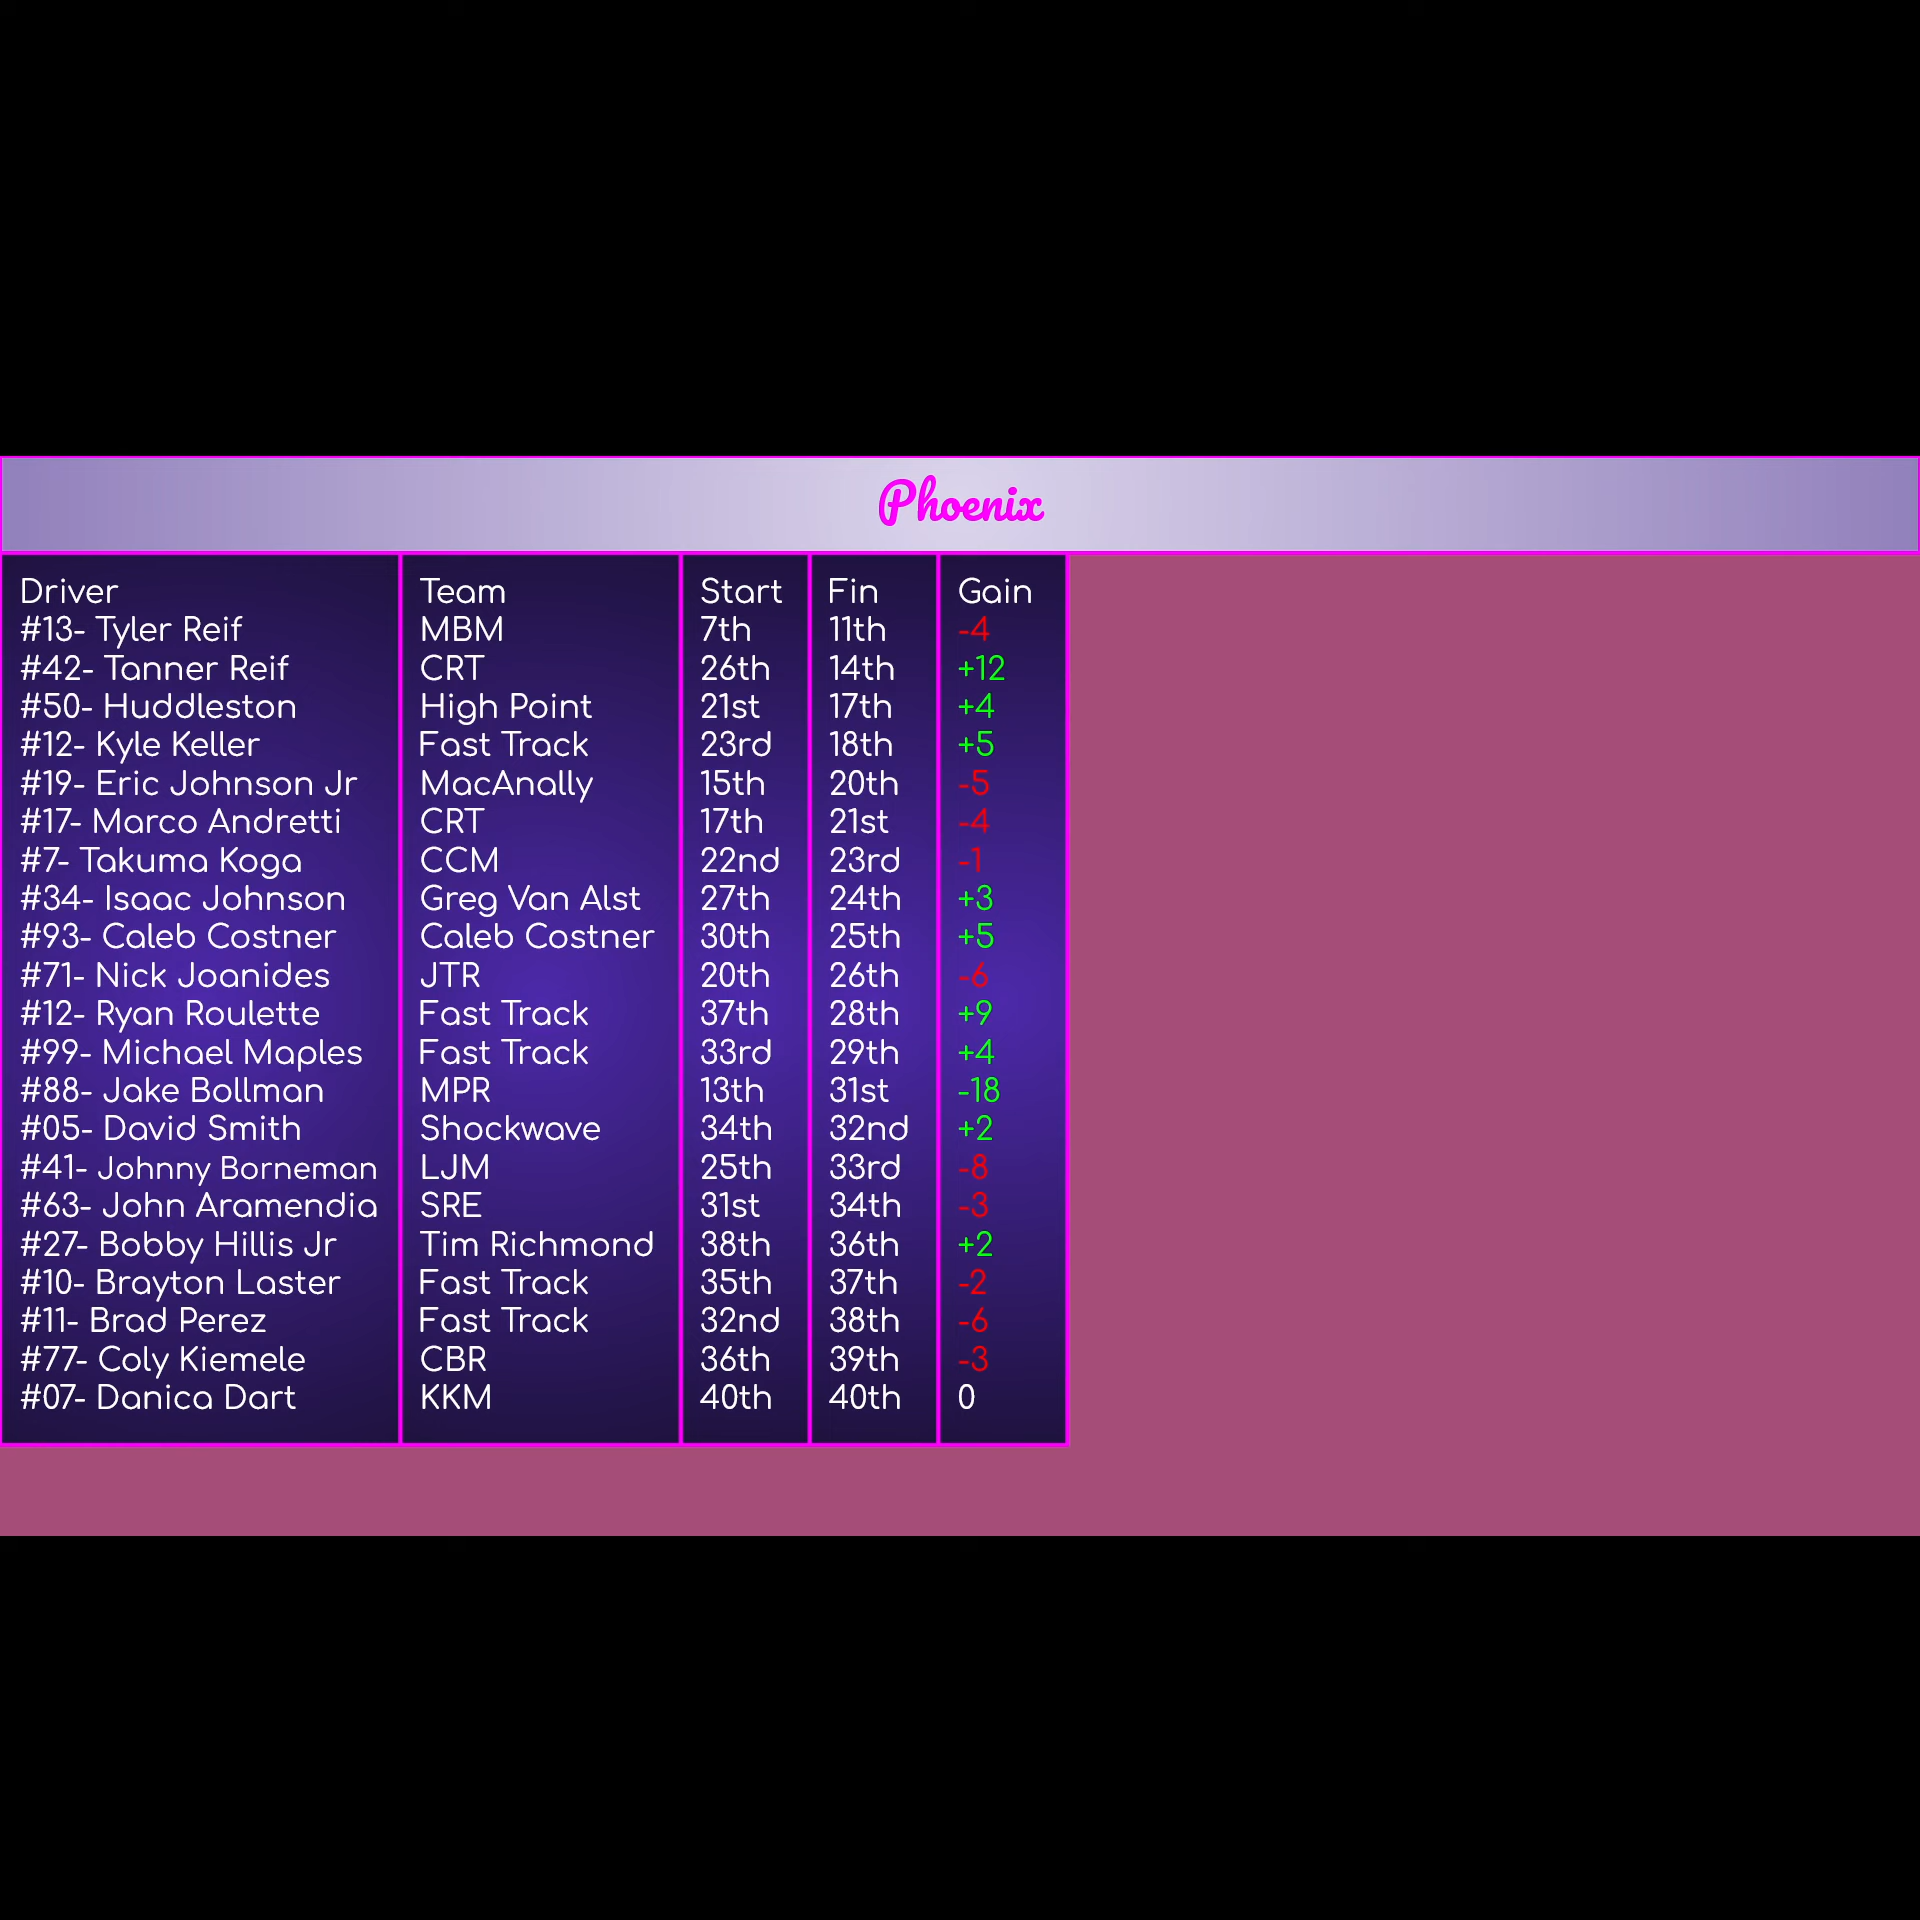 Phoenix
Driver Team Start Fin Gain
#13- Tyler Reif MBM 7th 11th -4
#42- Tanner Reif CRT 26th 14th +12
#50- Huddleston High Point 21st 17th +4
#12- Kyle Keller Fast Track 23rd 18th +5
#19- Eric Johnson Jr MacAnally 15th 20th -5
#17- Marco Andretti CRT 17th 21st -4
#7- Takuma Koga CCM 22nd 23rd -1
#34- Isaac Johnson Greg Van Alst 27th 24th +3
#93- Caleb Costner Caleb Costner 30th 25th +5
#71- Nick Joanides JTR 20th 26th -6
#12- Ryan Roulette Fast Track 37th 28th +9
#99- Michael Maples Fast Track 33rd 29th +4
#88- Jake Bollman MPR 13th 31st -18
#05- David Smith Shockwave 34th 32nd +2
#41- Johnny Borneman LJM 25th 33rd -8
#63- John Aramendia SRE 31st 34th -3
#27- Bobby Hillis Jr Tim Richmond 38th 36th +2
#10- Brayton Laster Fast Track 35th 37th -2
#11- Brad Perez Fast Track 32nd 38th -6
#77- Coly Kiemele CBR 36th 39th -3
#07- Danica Dart KKM 40th 40th 0